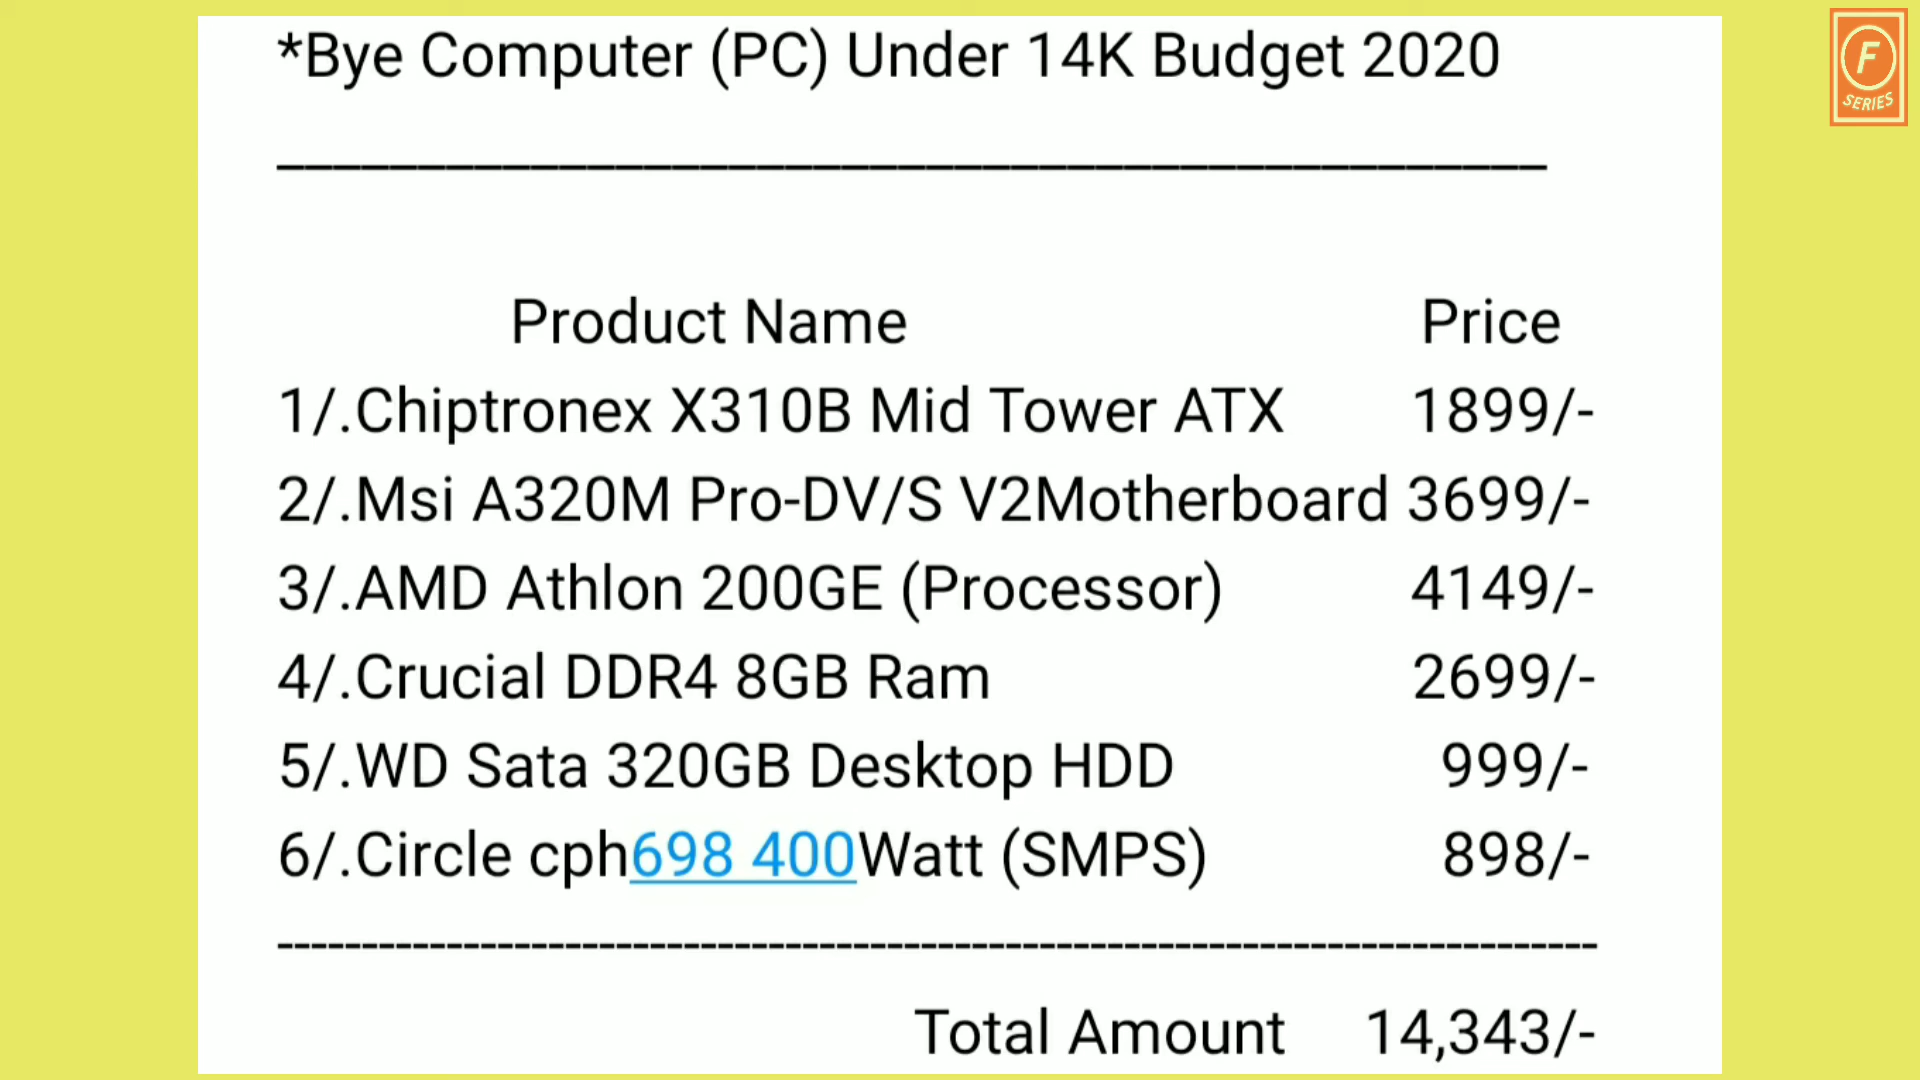 *Bye Computer (PC) Under 14K Budget 2020
______________________________________________
Product Name Price
1/.Chiptronex X310B Mid Tower ATX 1899/-
2/.Msi A320M Pro-DV/S V2Motherboard 3699/-
3/.AMD Athlon 200GE (Processor) 4149/-
4/.Crucial DDR4 8GB Ram 2699/-
5/.WD Sata 320GB Desktop HDD 999/-
6/.Circle cph698 400Watt (SMPS) 898/-
------------------------------------------------------------------------------
Total Amount 14,343/-
F
SERIES